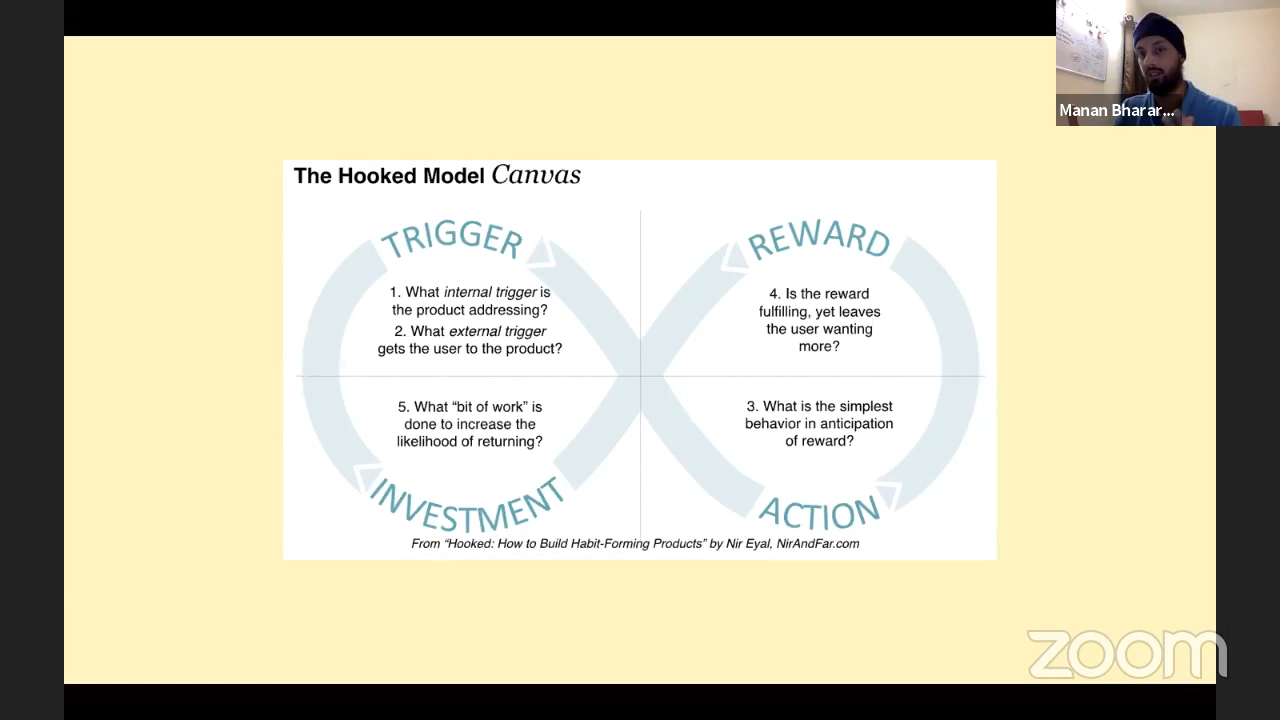 Manan Bharar...
The Hooked Model Canvas
TRIGGER
1. What internal trigger is
the product addressing?
2. What external trigger
gets the user to the product?
REWARD
4. Is the reward
fulfilling, yet leaves
the user wanting
more?
5. What “bit of work” is
done to increase the
likelihood of returning?
INVESTMENT
3. What is the simplest
behavior in anticipation
of reward?
ACTION
From “Hooked: How to Build Habit-Forming Products” by Nir Eyal, NirAndFar.com
zoom